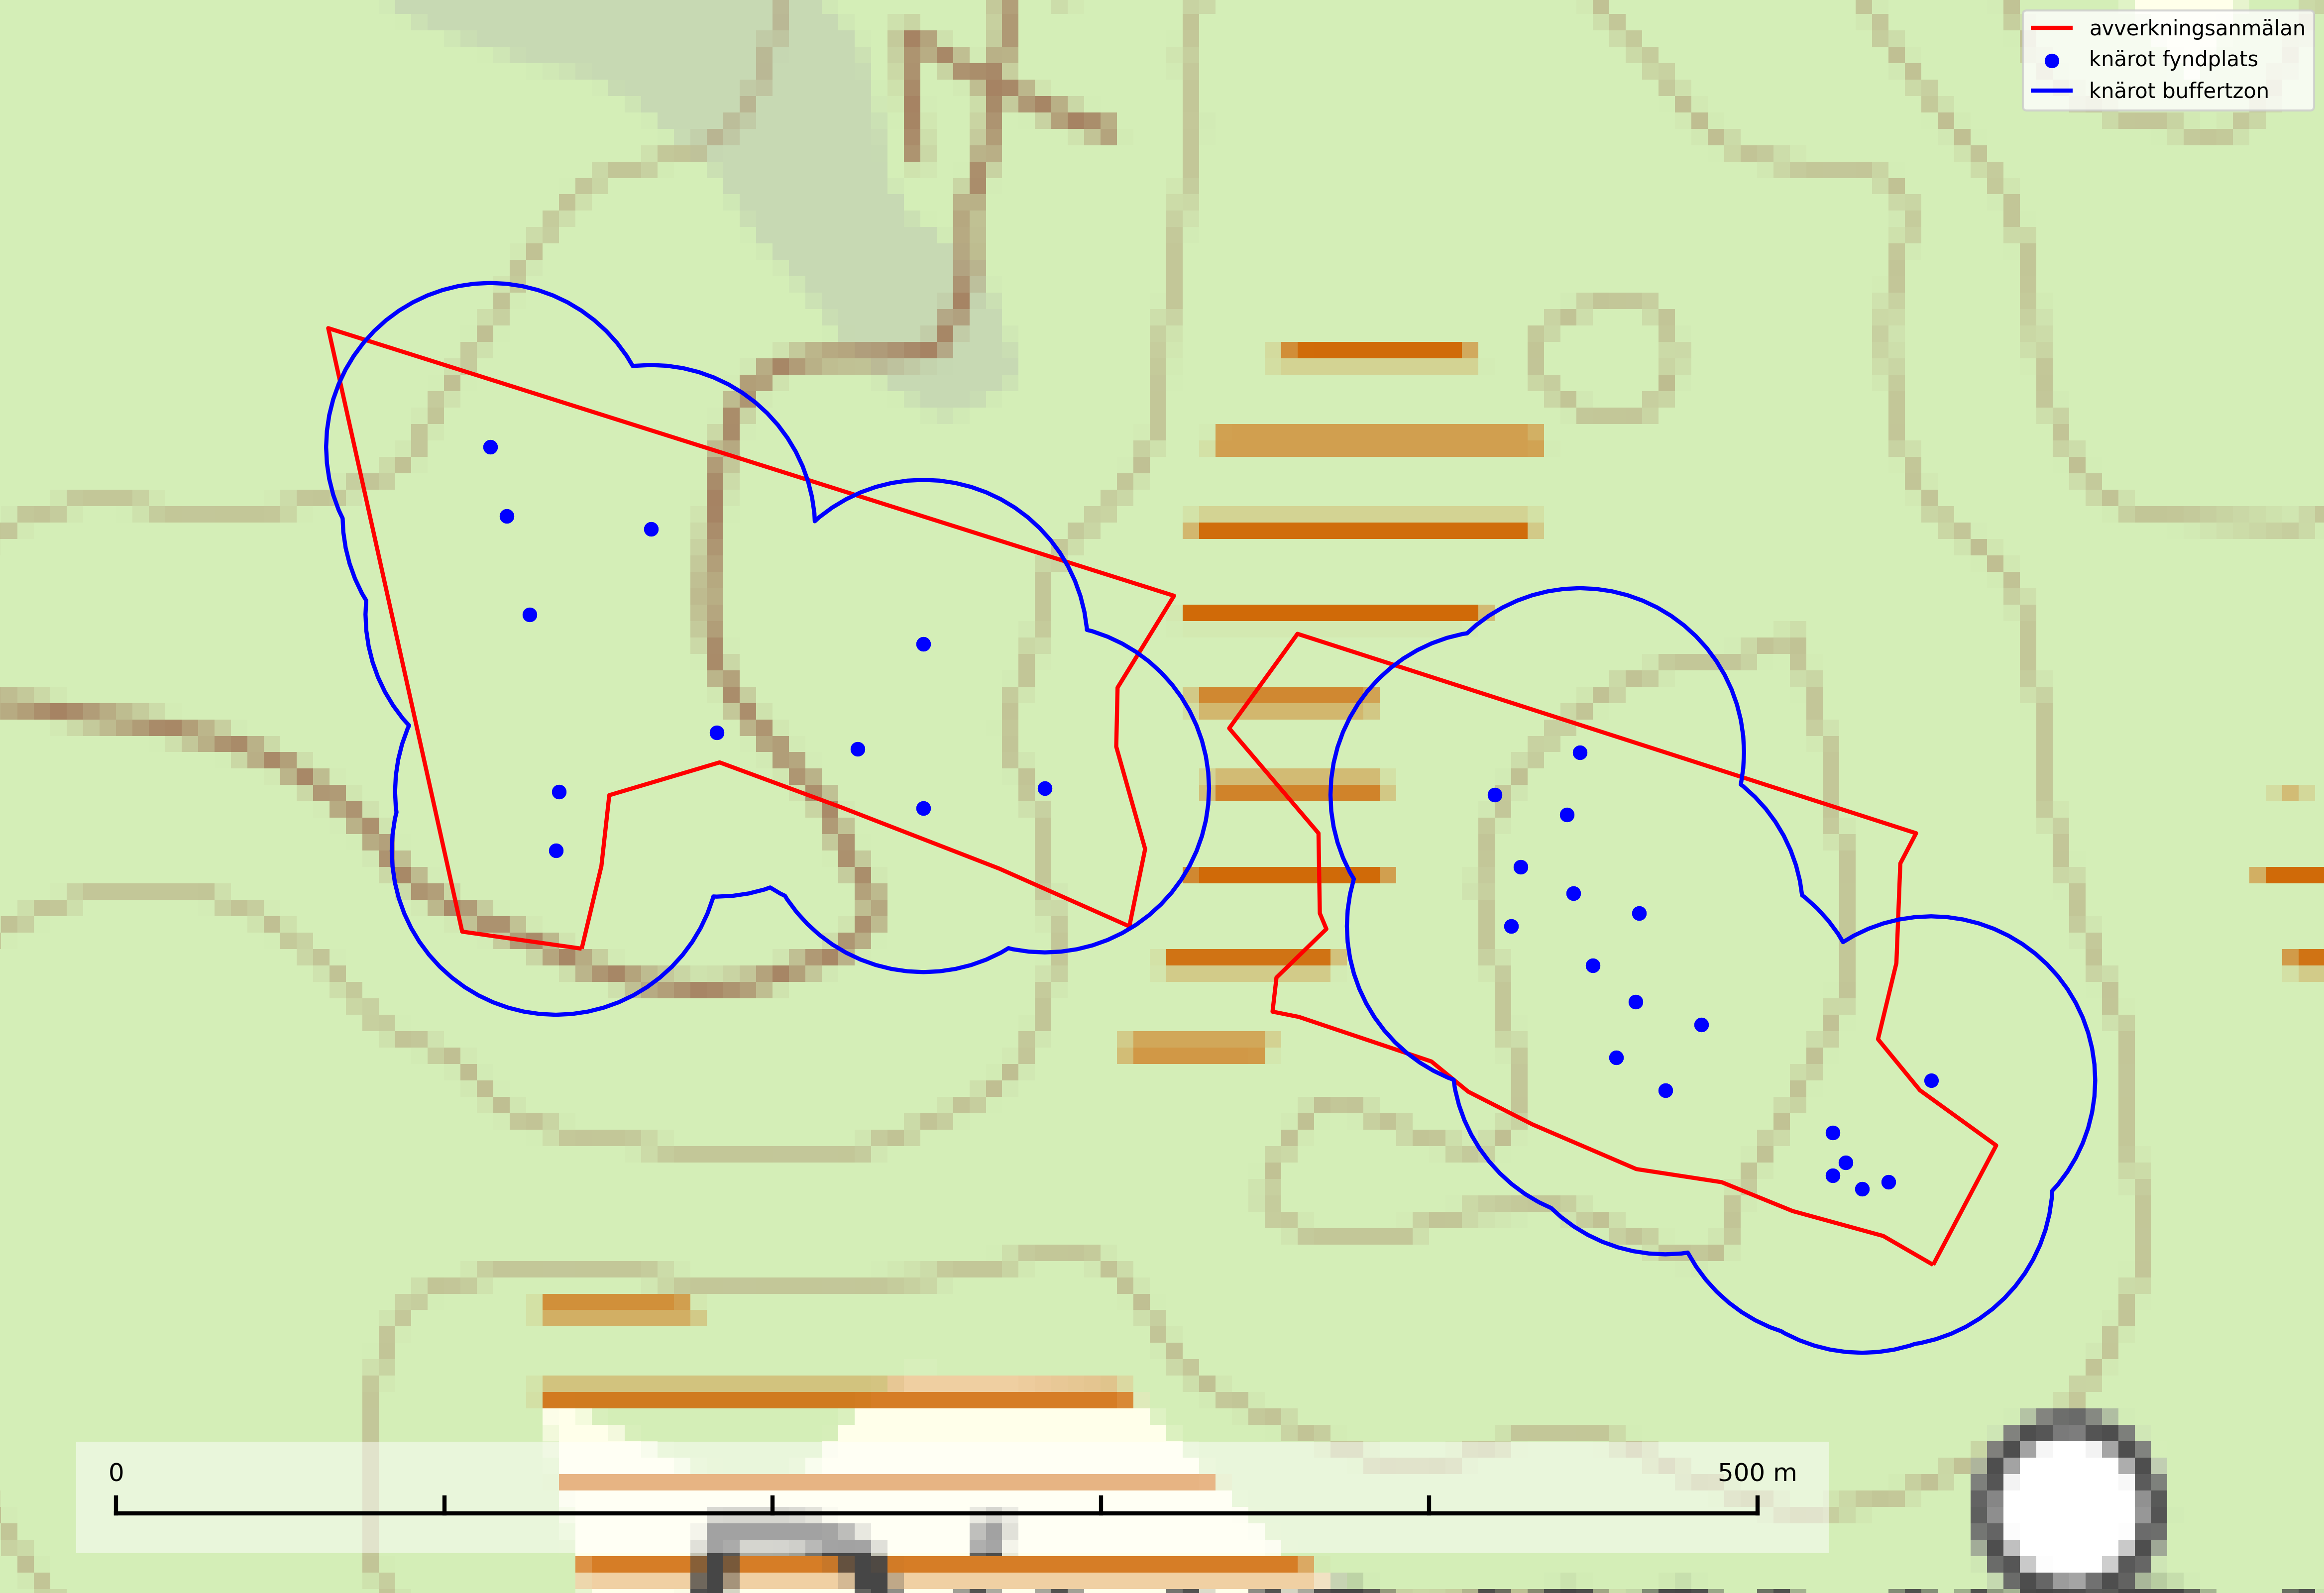 avverkningsanmälan
knärot fyndplats
knärot buffertzon
0 500 m